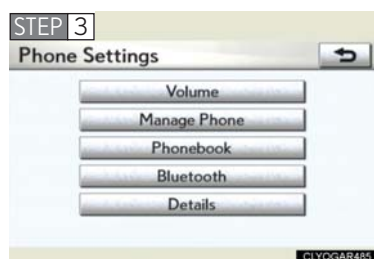 STEP 3
Phone Settings
Volume
Manage Phone
Phonebook
Bluetooth
Details
CLYOGAR485